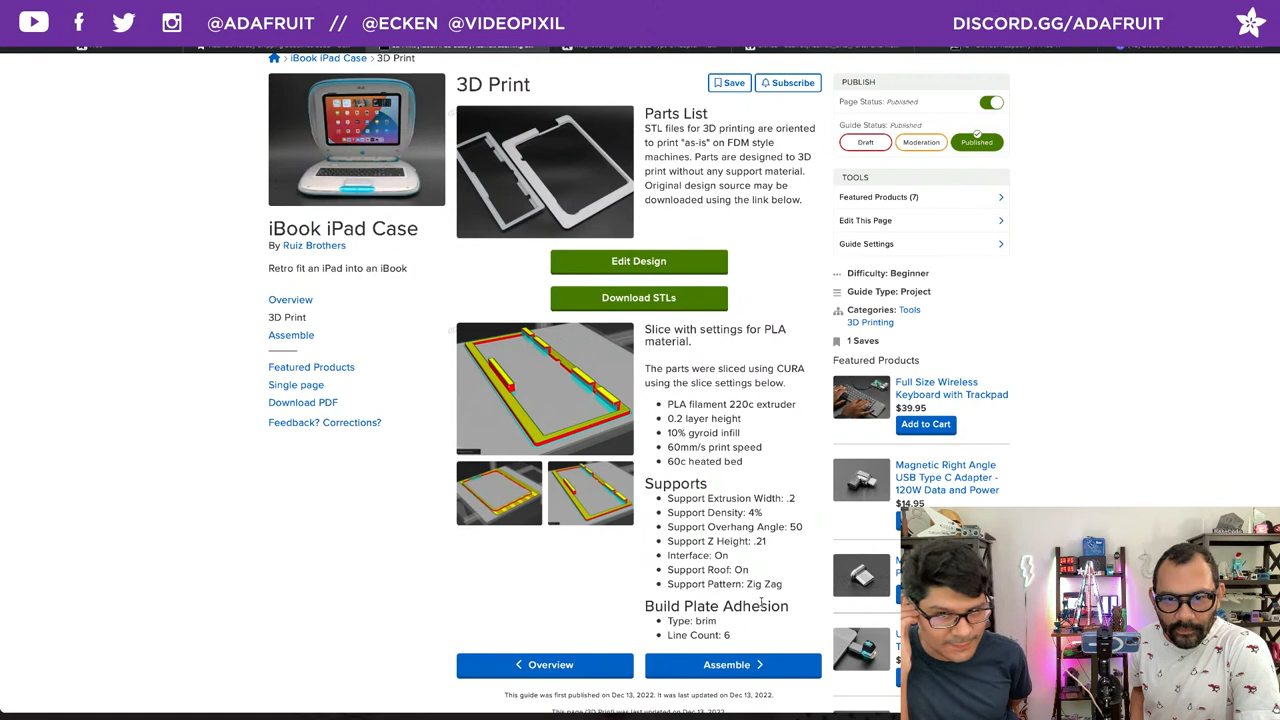 @ADAFRUIT // @ECKEN @VIDEOPIXIL
DISCORD.GG/ADAFRUIT
iBook iPad Case > 3D Print
iBook iPad Case
By Ruiz Brothers
Retro fit an iPad into an iBook
Overview
3D Print
Assemble
Featured Products
Single page
Download PDF
Feedback? Corrections?
3D Print
Save
Subscribe
Parts List
STL files for 3D printing are oriented
to print "as-is" on FDM style
machines. Parts are designed to 3D
print without any support material.
Original design source may be
downloaded using the link below.
Edit Design
Download STLs
Slice with settings for PLA
material.
The parts were sliced using CURA
using the slice settings below.
PLA filament 220c extruder
0.2 layer height
10% gyroid infill
60mm/s print speed
60c heated bed
Supports
Support Extrusion Width: .2
Support Density: 4%
Support Overhang Angle: 50
Support Z Height: .21
Interface: On
Support Roof: On
Support Pattern: Zig Zag
Build Plate Adhesion
Type: brim
Line Count: 6
Overview
Assemble
This guide was first published on Dec 13, 2022. It was last updated on Dec 13, 2022.
This page (3D Print) was last updated on Dec 13, 2022.
PUBLISH
Page Status: Published
Guide Status: Published
Draft
Moderation
Published
TOOLS
Featured Products (7)
Edit This Page
Guide Settings
Difficulty: Beginner
Guide Type: Project
Categories: Tools
3D Printing
1 Saves
Featured Products
Full Size Wireless
Keyboard with Trackpad
$39.95
Add to Cart
Magnetic Right Angle
USB Type C Adapter -
120W Data and Power
$14.95